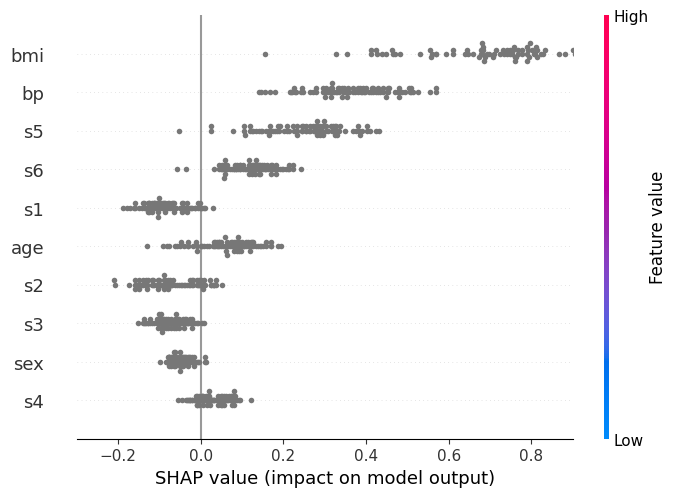 High
bmi
bp
s5
s6
s1
age
s2
s3
sex
s4
Feature value
Low
−0.2 0.0 0.2 0.4 0.6 0.8
SHAP value (impact on model output)